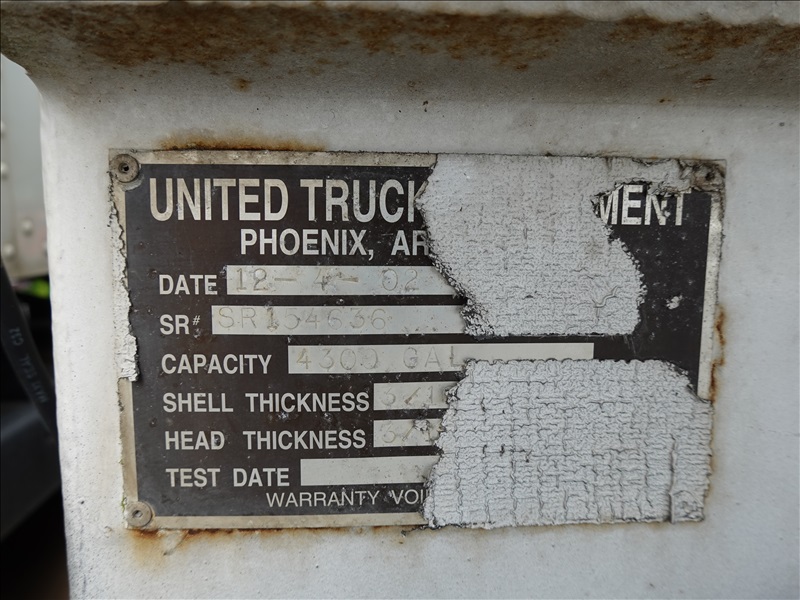 UNITED TRUCK
PHOENIX, AR
DATE 12-4-02
SR# SR154636
CAPACITY 4300 GAL
SHELL THICKNESS
HEAD THICKNESS
TEST DATE
WARRANTY VOI